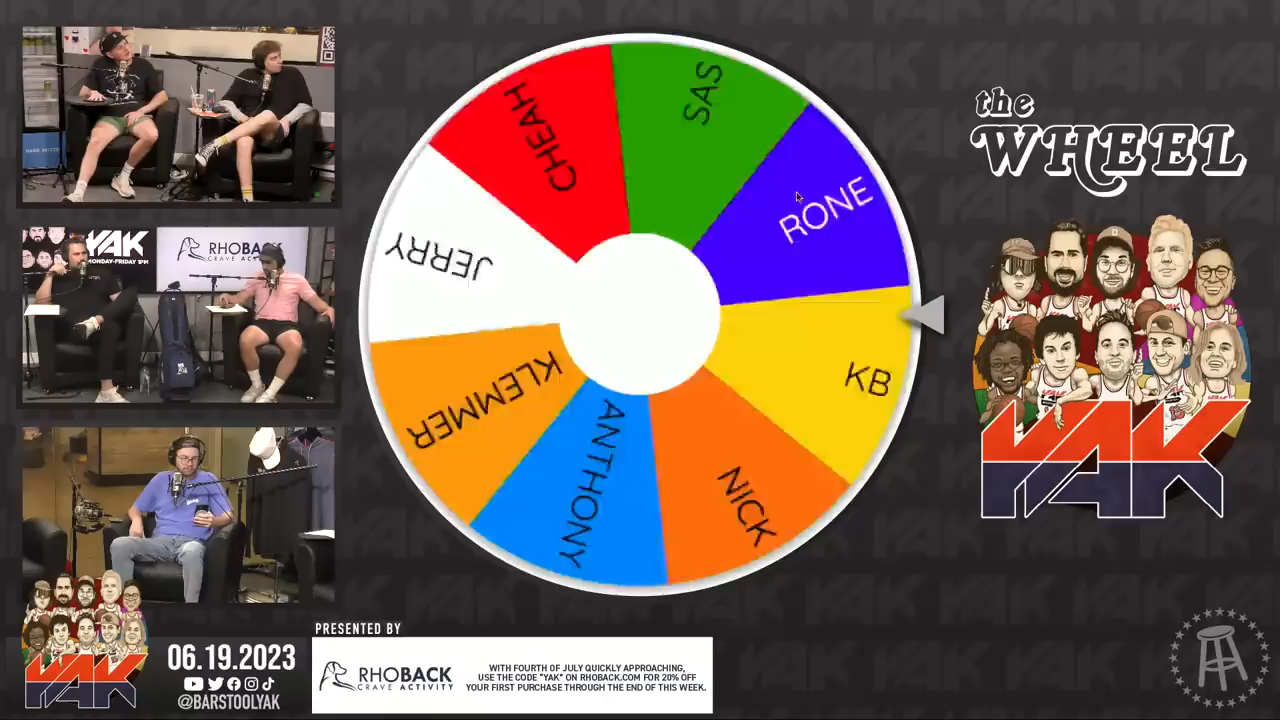 HARD SELTZER
YAK
MONDAY-FRIDAY 1PM
RHOBACK
CRAVE ACTIVITY
CHEAH
SAS
RONE
KB
NICK
ANTHONY
KLEMMER
JERRY
the
WHEEL
YAK
YAK
06.19.2023
@BARSTOOLYAK
PRESENTED BY
RHOBACK
CRAVE ACTIVITY
WITH FOURTH OF JULY QUICKLY APPROACHING,
USE THE CODE "YAK" ON RHOBACK.COM FOR 20% OFF
YOUR FIRST PURCHASE THROUGH THE END OF THIS WEEK.